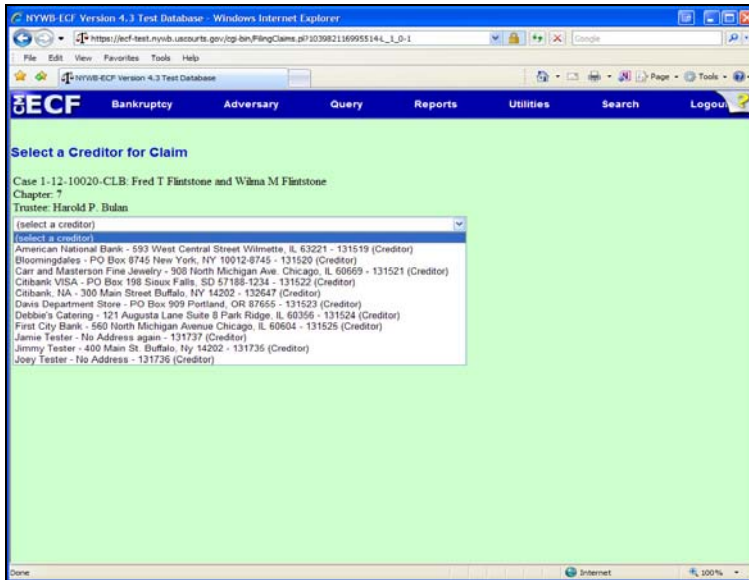 NYWB-ECF Version 4.3 Test Database - Windows Internet Explorer
https://ecf-test.nywb.uscourts.gov/cgi-bin/FilingClaims.pl?103982116995514-L_1_0-1
Google
File Edit View Favorites Tools Help
NYWB-ECF Version 4.3 Test Database
Page Tools
CM ECF Bankruptcy Adversary Query Reports Utilities Search Logout
Select a Creditor for Claim
Case 1-12-10020-CLB: Fred T Flintstone and Wilma M Flintstone
Chapter: 7
Trustee: Harold P. Bulan
(select a creditor)
(select a creditor)
American National Bank - 593 West Central Street Wilmette, IL 63221 - 131519 (Creditor)
Bloomingdales - PO Box 8745 New York, NY 10012-8745 - 131520 (Creditor)
Carr and Masterson Fine Jewelry - 908 North Michigan Ave. Chicago, IL 60669 - 131521 (Creditor)
Citibank VISA - PO Box 198 Sioux Falls, SD 57188-1234 - 131522 (Creditor)
Citibank, NA - 300 Main Street Buffalo, NY 14202 - 132647 (Creditor)
Davis Department Store - PO Box 909 Portland, OR 87655 - 131523 (Creditor)
Debbie's Catering - 121 Augusta Lane Suite 8 Park Ridge, IL 60356 - 131524 (Creditor)
First City Bank - 560 North Michigan Avenue Chicago, IL 60604 - 131525 (Creditor)
Jamie Tester - No Address again - 131737 (Creditor)
Jimmy Tester - 400 Main St. Buffalo, Ny 14202 - 131735 (Creditor)
Joey Tester - No Address - 131736 (Creditor)
Done Internet 100%